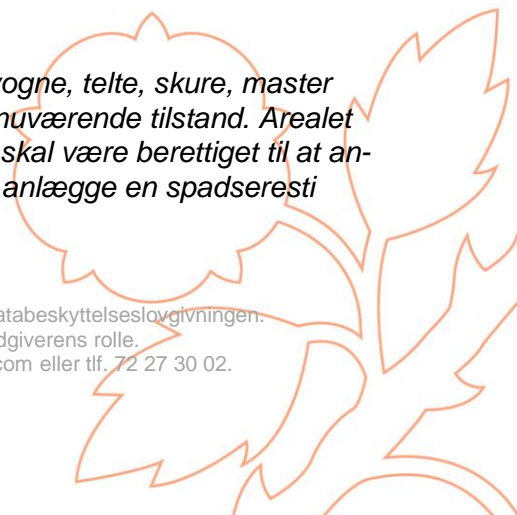 vogne, telte, skure, master
nuværende tilstand. Arealet
skal være berettiget til at an-
anlægge en spadseresti
atabeskyttelseslovgivningen.
dgiverens rolle.
com eller tlf. 72 27 30 02.